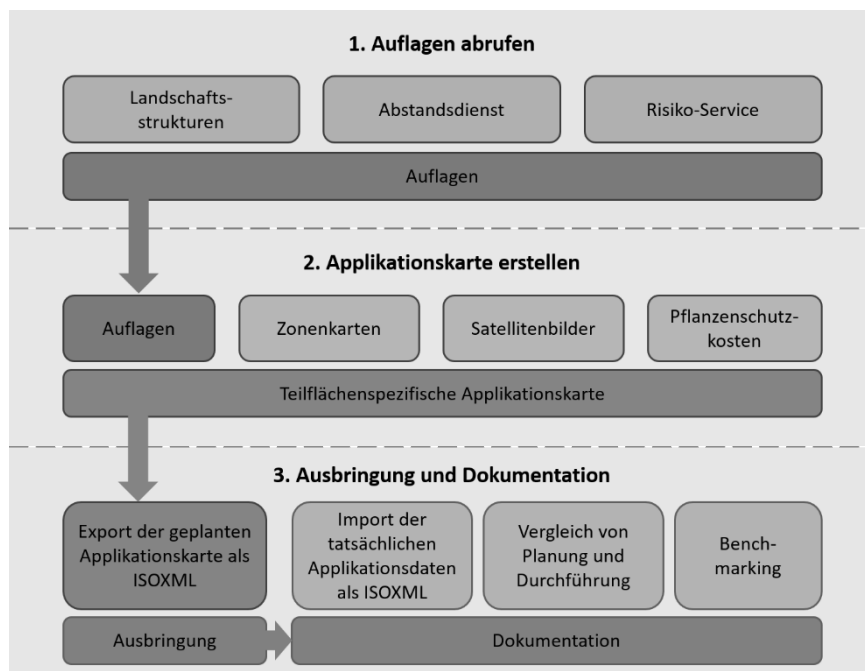 1. Auflagen abrufen
Landschafts-
strukturen
Abstandsdienst
Risiko-Service
Auflagen
2. Applikationskarte erstellen
Auflagen
Zonenkarten
Satellitenbilder
Pflanzenschutz-
kosten
Teilflächenspezifische Applikationskarte
3. Ausbringung und Dokumentation
Export der geplanten
Applikationskarte als
ISOXML
Import der
tatsächlichen
Applikationsdaten
als ISOXML
Vergleich von
Planung und
Durchführung
Bench-
marking
Ausbringung
Dokumentation